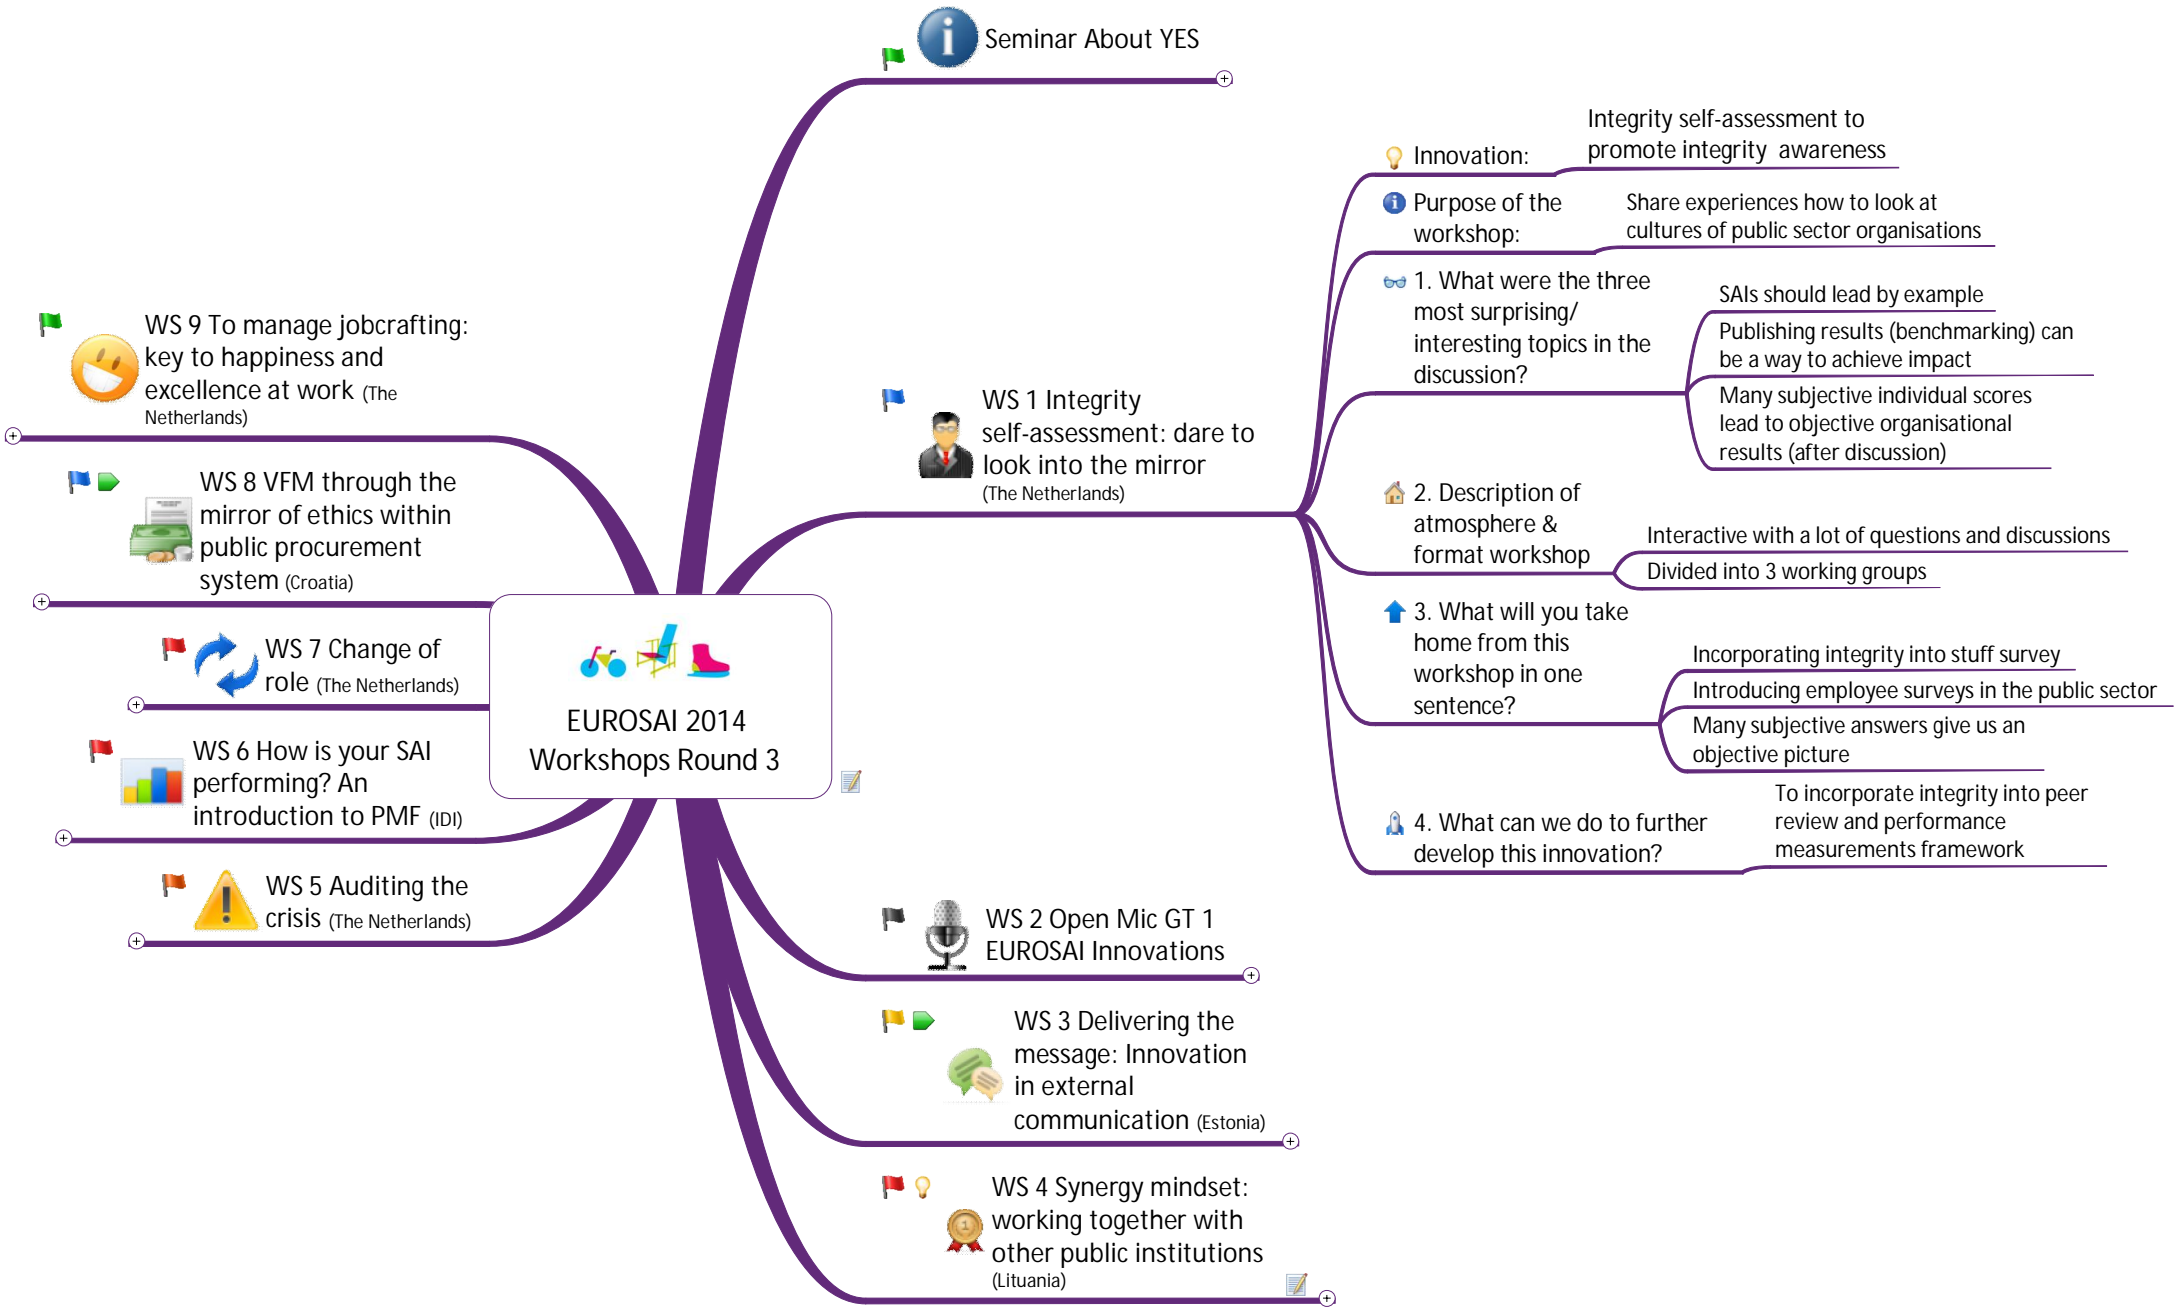 Seminar About YES
WS 1 Integrity
self-assessment: dare to
look into the mirror
(The Netherlands)
Innovation:
Integrity self-assessment to
promote integrity awareness
Purpose of the
workshop:
Share experiences how to look at
cultures of public sector organisations
1. What were the three
most surprising/
interesting topics in the
discussion?
SAIs should lead by example
Publishing results (benchmarking) can
be a way to achieve impact
Many subjective individual scores
lead to objective organisational
results (after discussion)
2. Description of
atmosphere &
format workshop
Interactive with a lot of questions and discussions
Divided into 3 working groups
3. What will you take
home from this
workshop in one
sentence?
Incorporating integrity into stuff survey
Introducing employee surveys in the public sector
Many subjective answers give us an
objective picture
4. What can we do to further
develop this innovation?
To incorporate integrity into peer
review and performance
measurements framework
WS 2 Open Mic GT 1
EUROSAI Innovations
WS 3 Delivering the
message: Innovation
in external
communication (Estonia)
WS 4 Synergy mindset:
working together with
other public institutions
(Lituania)
WS 5 Auditing the
crisis (The Netherlands)
WS 6 How is your SAI
performing? An
introduction to PMF (IDI)
WS 7 Change of
role (The Netherlands)
WS 8 VFM through the
mirror of ethics within
public procurement
system (Croatia)
WS 9 To manage jobcrafting:
key to happiness and
excellence at work (The
Netherlands)
EUROSAI 2014
Workshops Round 3